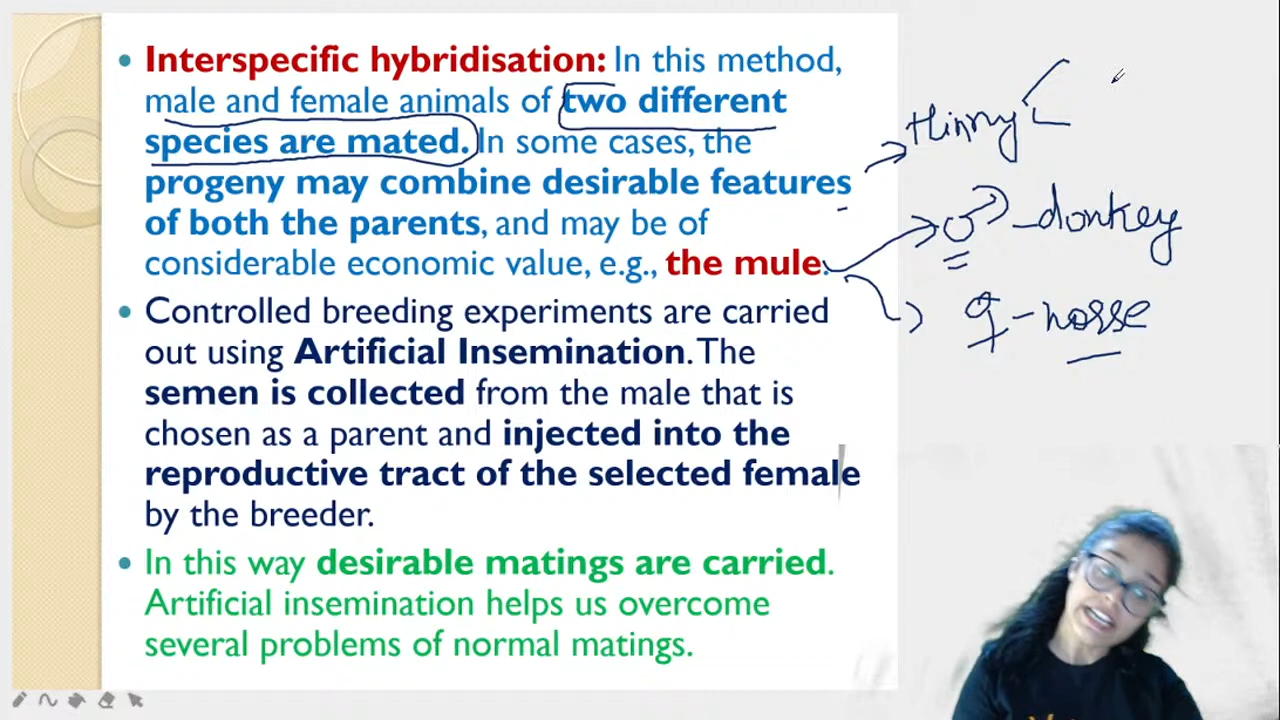 • Interspecific hybridisation: In this method,
male and female animals of two different
species are mated. In some cases, the
progeny may combine desirable features
of both the parents, and may be of
considerable economic value, e.g., the mule.
• Controlled breeding experiments are carried
out using Artificial Insemination. The
semen is collected from the male that is
chosen as a parent and injected into the
reproductive tract of the selected female
by the breeder.
• In this way desirable matings are carried.
Artificial insemination helps us overcome
several problems of normal matings.
Hinny
♂ - donkey
♀ - horse